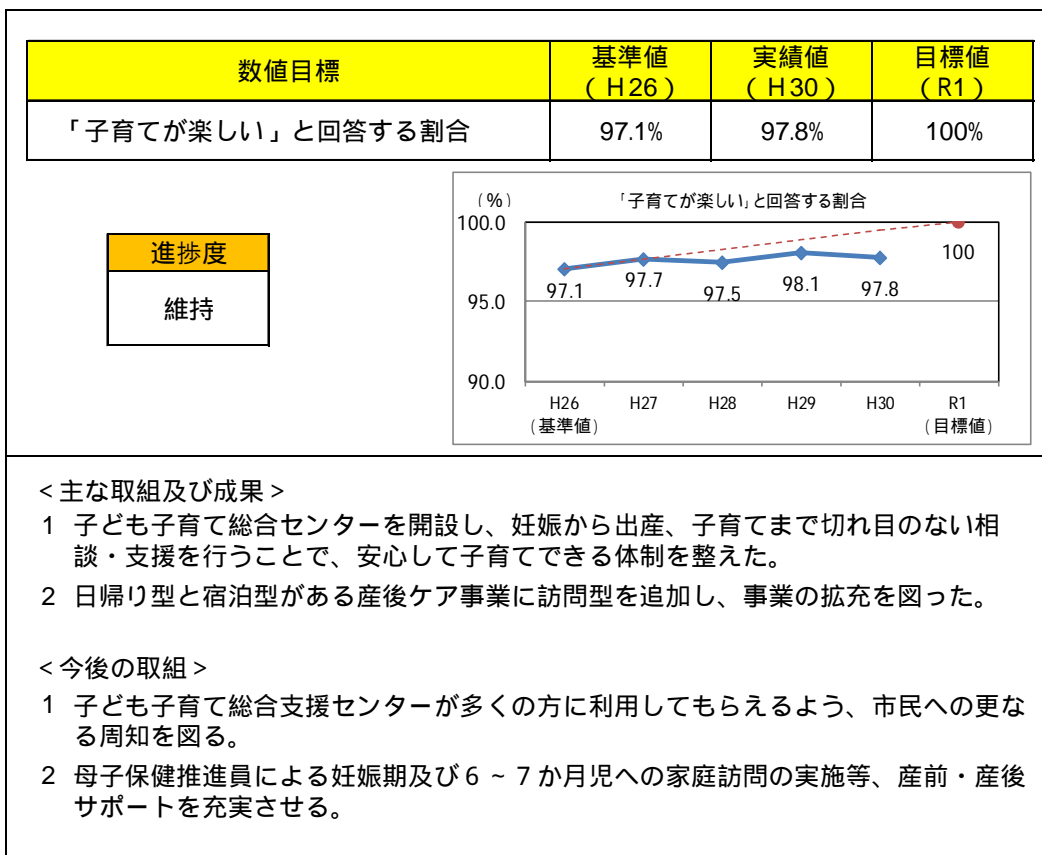 数値目標 基準値 実績値 目標値
（H26） （H30） （R1）
「子育てが楽しい」と回答する割合 97.1% 97.8% 100%
進捗度
維持
（%） 「子育てが楽しい」と回答する割合
100.0
95.0
90.0
97.1 97.7 97.5 98.1 97.8 100
H26 H27 H28 H29 H30 R1
（基準値） （目標値）
＜主な取組及び成果＞
1 子ども子育て総合センターを開設し、妊娠から出産、子育てまで切れ目のない相
談・支援を行うことで、安心して子育てできる体制を整えた。
2 日帰り型と宿泊型がある産後ケア事業に訪問型を追加し、事業の拡充を図った。
＜今後の取組＞
1 子ども子育て総合支援センターが多くの方に利用してもらえるよう、市民への更な
る周知を図る。
2 母子保健推進員による妊娠期及び６～７か月児への家庭訪問の実施等、産前・産後
サポートを充実させる。